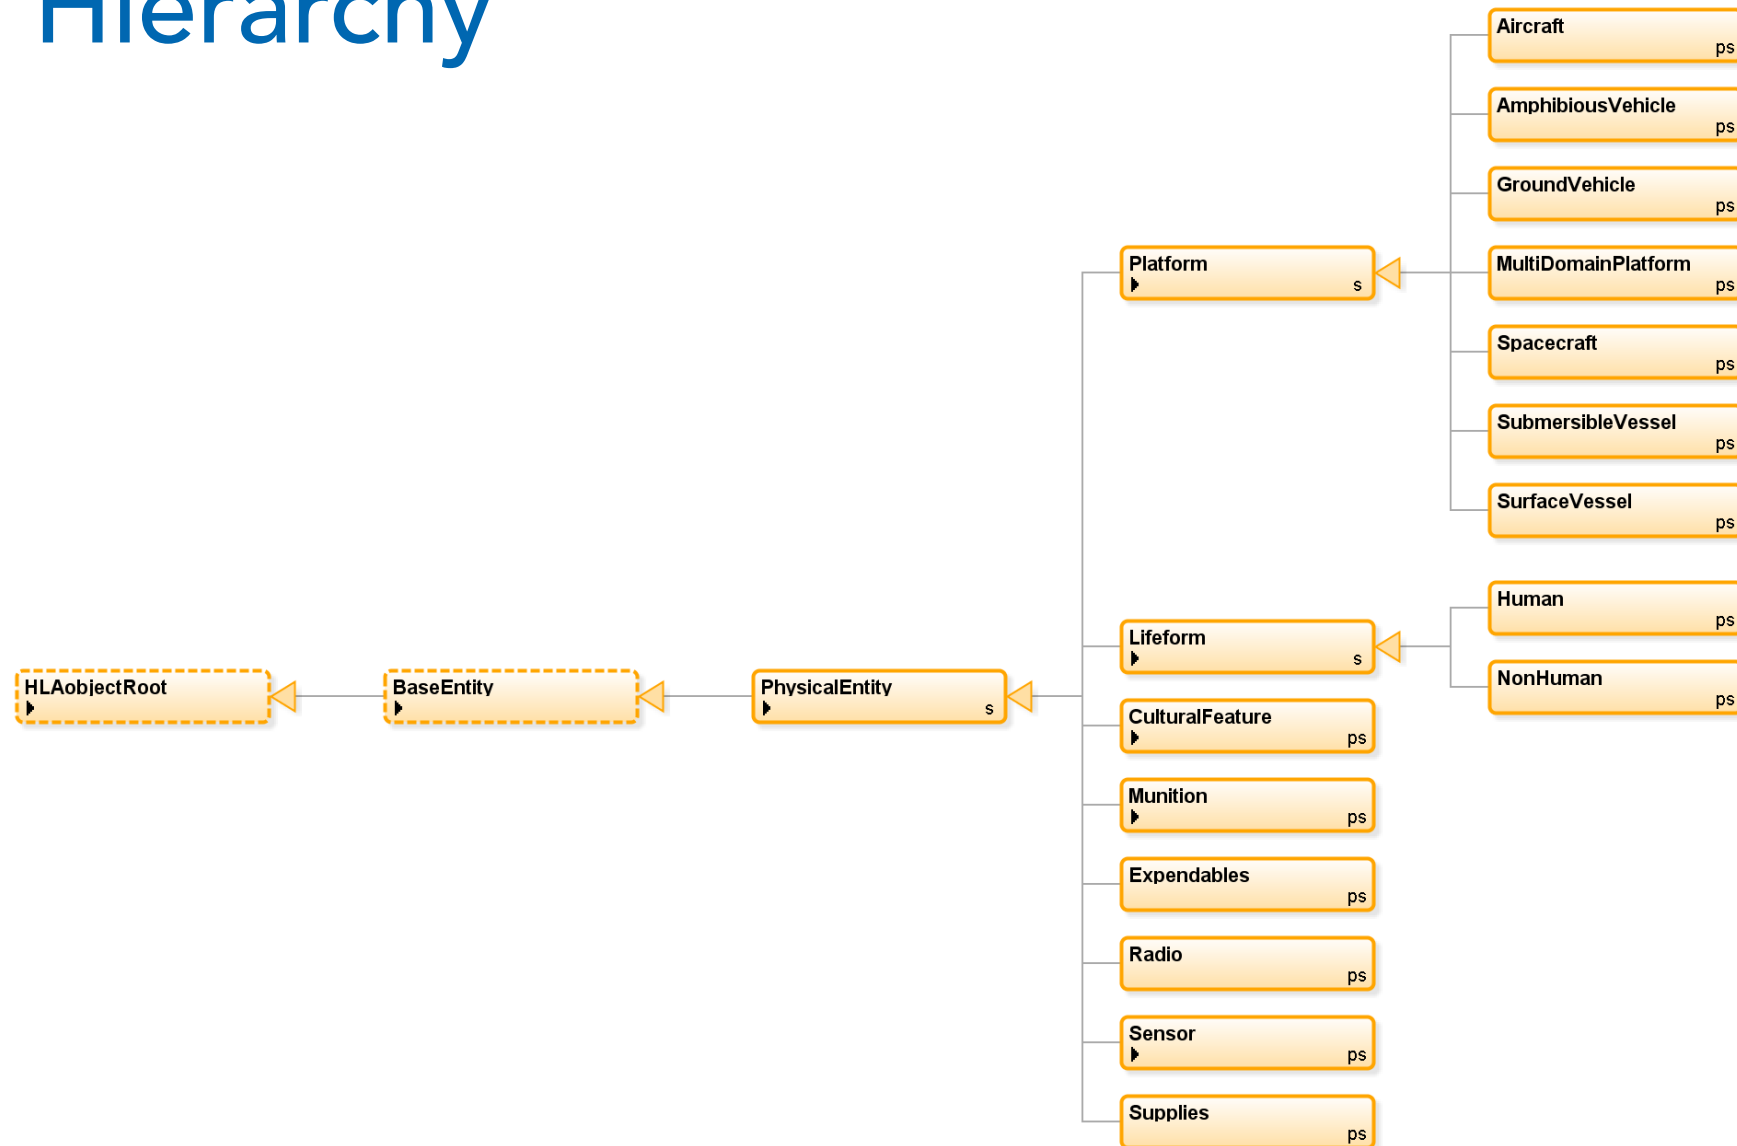 Hierarchy
Aircraft
ps
AmphibiousVehicle
ps
GroundVehicle
ps
Platform
s
MultiDomainPlatform
ps
Spacecraft
ps
SubmersibleVessel
ps
SurfaceVessel
ps
Human
ps
Lifeform
s
NonHuman
ps
HLAobjectRoot
BaseEntity
PhysicalEntity
s
CulturalFeature
ps
Munition
ps
Expendables
ps
Radio
ps
Sensor
ps
Supplies
ps